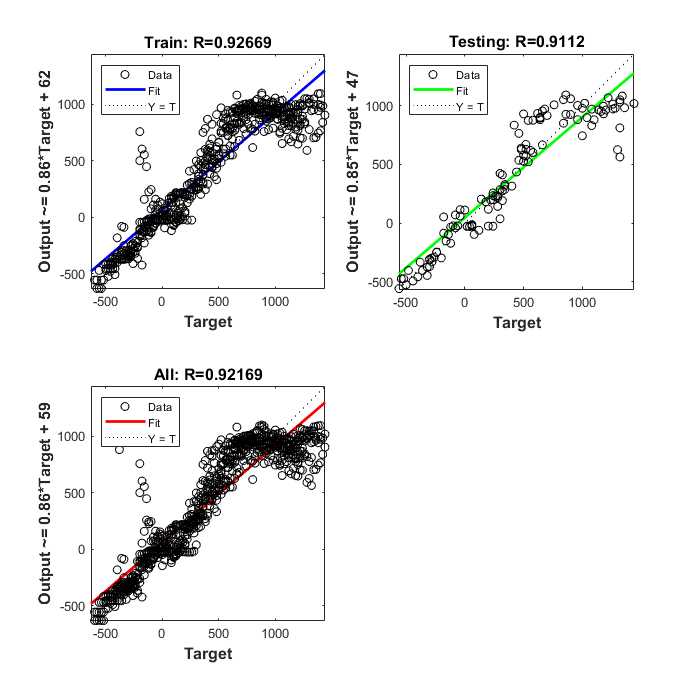 Train: R=0.92669
Output ~= 0.86*Target + 62
Data
Fit
Y = T
1000
500
0
-500
-500 0 500 1000
Target
Testing: R=0.9112
Output ~= 0.85*Target + 47
Data
Fit
Y = T
1000
500
0
-500
-500 0 500 1000
Target
All: R=0.92169
Output ~= 0.86*Target + 59
Data
Fit
Y = T
1000
500
0
-500
-500 0 500 1000
Target